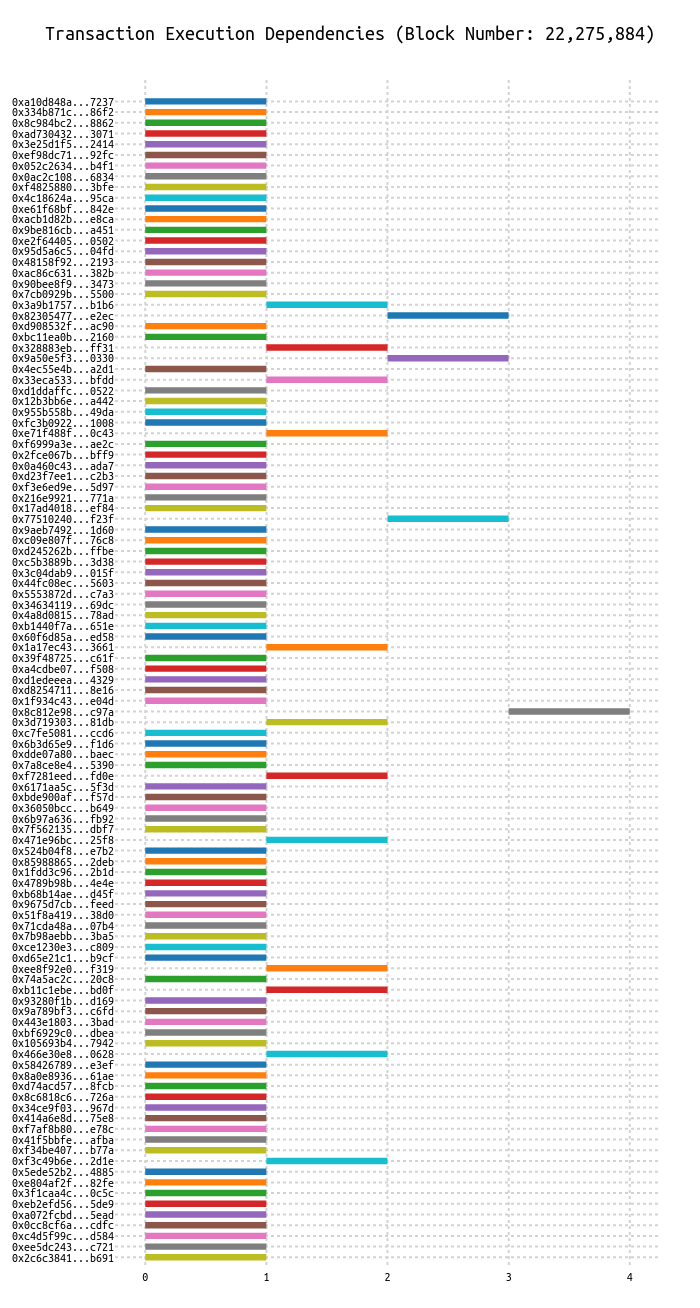 Transaction Execution Dependencies (Block Number: 22,275,884)
0xa10d848a...7237
0x334b871c...86f2
0x8c984bc2...8862
0xad730432...3071
0x3e25d1f5...2414
0xef98dc71...92fc
0x052c2634...b4f1
0x0ac2c108...6834
0xf4825880...3bfe
0x4c18624a...95ca
0xe61f68bf...842e
0xacb1d82b...e8ca
0x9be816cb...a451
0xe2f64405...0502
0x95d5a6c5...04fd
0x48158f92...2193
0xac86c631...382b
0x90bee8f9...3473
0x7cb0929b...5500
0x3a9b1757...b1b6
0x82305477...e2ec
0xd908532f...ac90
0xbc11ea0b...2160
0x328883eb...ff31
0x9a50e5f3...0330
0x4ec55e4b...a2d1
0x33eca533...bfdd
0xd1ddaffc...0522
0x12b3bb6e...a442
0x955b558b...49da
0xfc3b0922...1008
0xe71f488f...0c43
0xf6999a3e...ae2c
0x2fce067b...bff9
0x0a460c43...ada7
0xd23f7ee1...c2b3
0xf3e6ed9e...5d97
0x216e9921...771a
0x17ad4018...ef84
0x77510240...f23f
0x9aeb7492...1d60
0xc09e807f...76c8
0xd245262b...ffbe
0xc5b3889b...3d38
0x3c04dab9...015f
0x44fc08ec...5603
0x5553872d...c7a3
0x34634119...69dc
0x4a8d0815...78ad
0xb1440f7a...651e
0x60f6d85a...ed58
0x1a17ec43...3661
0x39f48725...c61f
0xa4cdbe07...f508
0xd1edeeea...4329
0xd8254711...8e16
0x1f934c43...e04d
0x8c812e98...c97a
0x3d719303...81db
0xc7fe5081...ccd6
0x6b3d65e9...f1d6
0xdde07a80...baec
0x7a8ce8e4...5390
0xf7281eed...fd0e
0x6171aa5c...5f3d
0xbde900af...f57d
0x36050bcc...b649
0x6b97a636...fb92
0x7f562135...dbf7
0x471e96bc...25f8
0x524b04f8...e7b2
0x85988865...2deb
0x1fdd3c96...2b1d
0x4789b98b...4e4e
0xb68b14ae...d45f
0x9675d7cb...feed
0x51f8a419...38d0
0x71cda48a...07b4
0x7b98aebb...3ba5
0xce1230e3...c809
0xd65e21c1...b9cf
0xee8f92e0...f319
0x74a5ac2c...20c8
0xb11c1ebe...bd0f
0x93280f1b...d169
0x9a789bf3...c6fd
0x443e1803...3bad
0xbf6929c0...dbea
0x105693b4...7942
0x466e30e8...0628
0x58426789...e3ef
0x8a0e8936...61ae
0xd74acd57...8fcb
0x8c6818c6...726a
0x34ce9f03...967d
0x414a6e8d...75e8
0xf7af8b80...e78c
0x41f5bbfe...afba
0xf34be407...b77a
0xf3c49b6e...2d1e
0x5ede52b2...4885
0xe804af2f...82fe
0x3f1caa4c...0c5c
0xeb2efd56...5de9
0xa072fcbd...5ead
0x0cc8cf6a...cdfc
0xc4d5f99c...d584
0xee5dc243...c721
0x2c6c3841...b691
0 1 2 3 4